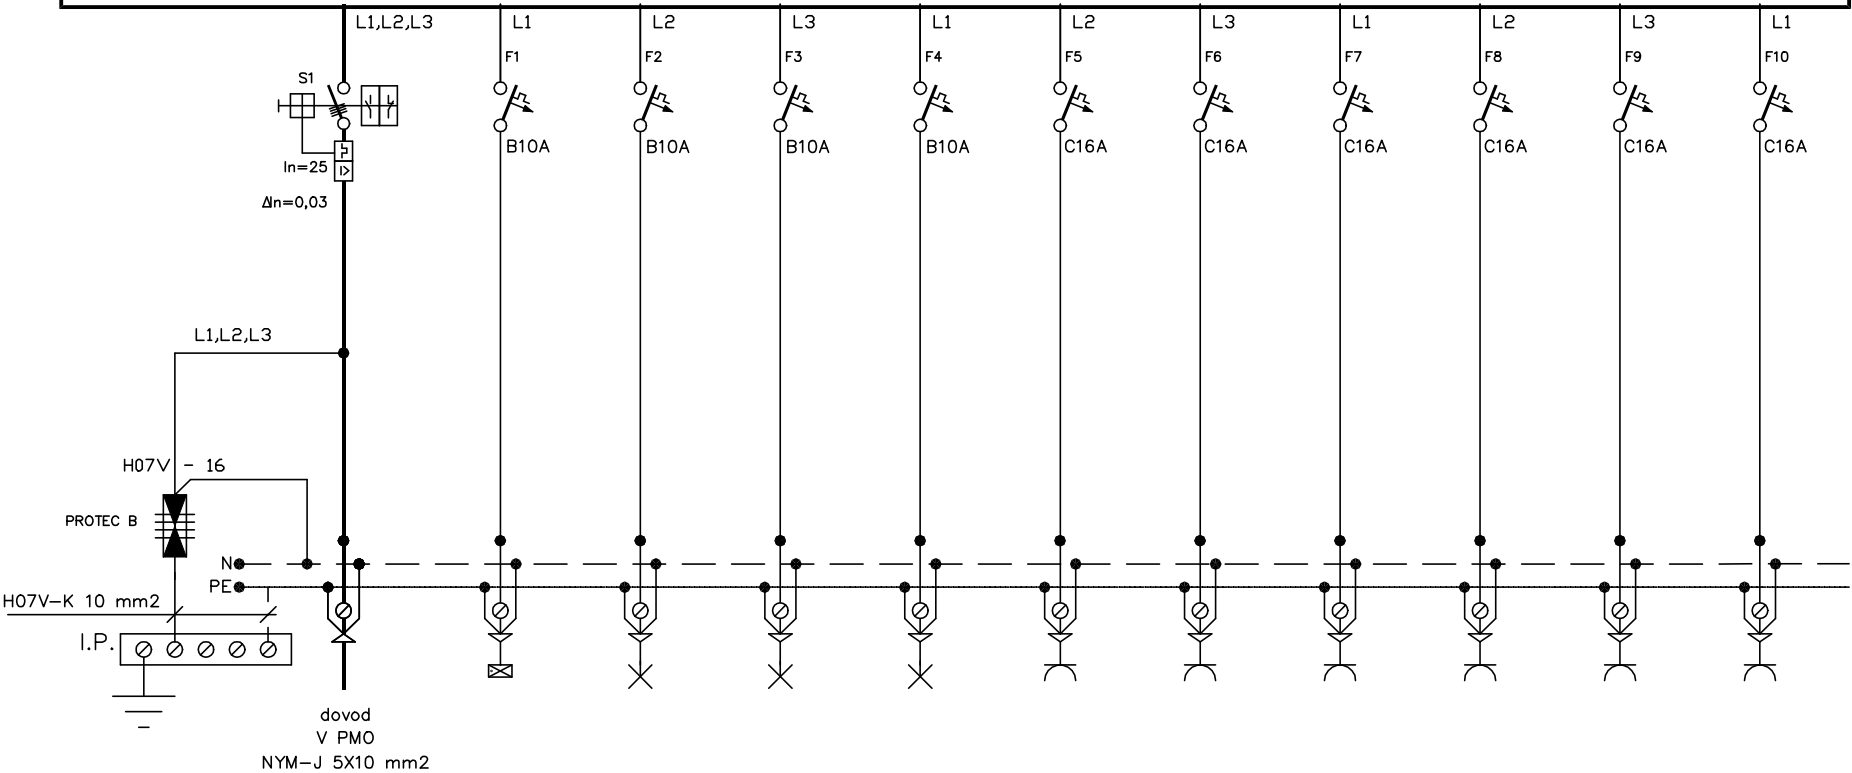 L1,L2,L3 L1 L2 L3 L1 L2 L3 L1 L2 L3 L1
F1 F2 F3 F4 F5 F6 F7 F8 F9 F10
S1
B10A B10A B10A B10A C16A C16A C16A C16A C16A C16A
In=25
ΔIn=0,03
L1,L2,L3
H07V - 16
PROTEC B
N
PE
H07V-K 10 mm2
I.P.
dovod
V PMO
NYM-J 5X10 mm2